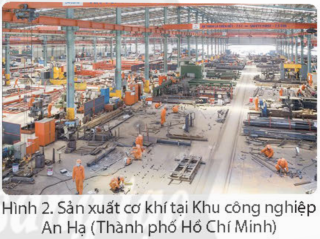 Hình 2. Sản xuất cơ khí tại Khu công nghiệp
An Hạ (Thành phố Hồ Chí Minh)